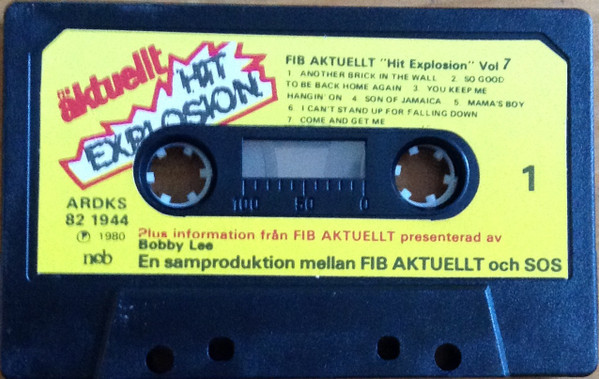 FIB aktuellt
HIT
EXPLOSION
FIB AKTUELLT "Hit Explosion" Vol 7
1 ANOTHER BRICK IN THE WALL 2. SO GOOD
TO BE BACK HOME AGAIN 3. YOU KEEP ME
HANGIN' ON 4. SON OF JAMAICA 5. MAMA'S BOY
6 I CAN'T STAND UP FOR FALLING DOWN
7 COME AND GET ME
1
100 50 0
ARDKS
82 1944
Ⓟ 1980
ncb
Plus information från FIB AKTUELLT presenterad av
Bobby Lee
En samproduktion mellan FIB AKTUELLT och SOS